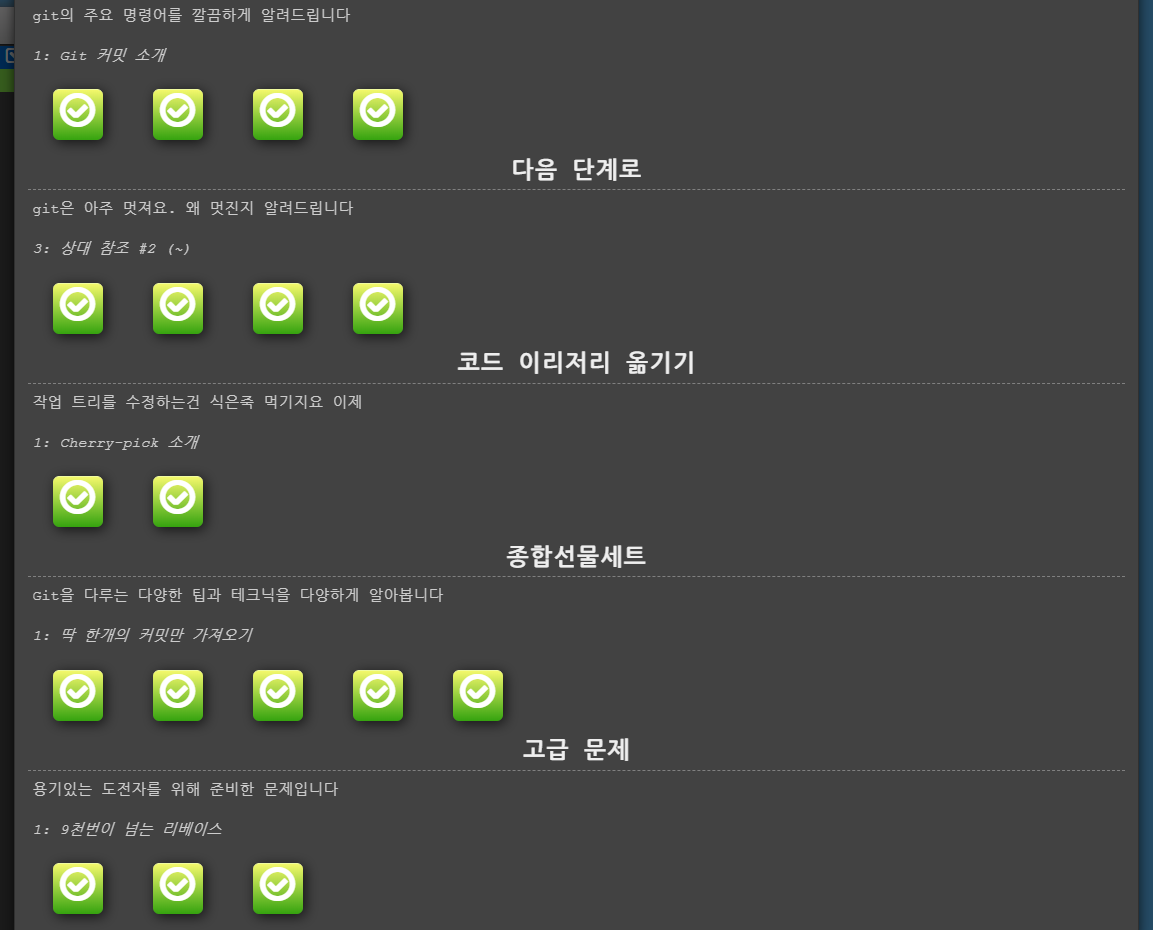 git의 주요 명령어를 깔끔하게 알려드립니다
1: Git 커밋 소개
다음 단계로
git은 아주 멋져요. 왜 멋진지 알려드립니다
3: 상대 참조 #2 (~)
코드 이리저리 옮기기
작업 트리를 수정하는건 식은죽 먹기지요 이제
1: Cherry-pick 소개
종합선물세트
Git을 다루는 다양한 팁과 테크닉을 다양하게 알아봅니다
1: 딱 한개의 커밋만 가져오기
고급 문제
용기있는 도전자를 위해 준비한 문제입니다
1: 9천번이 넘는 리베이스